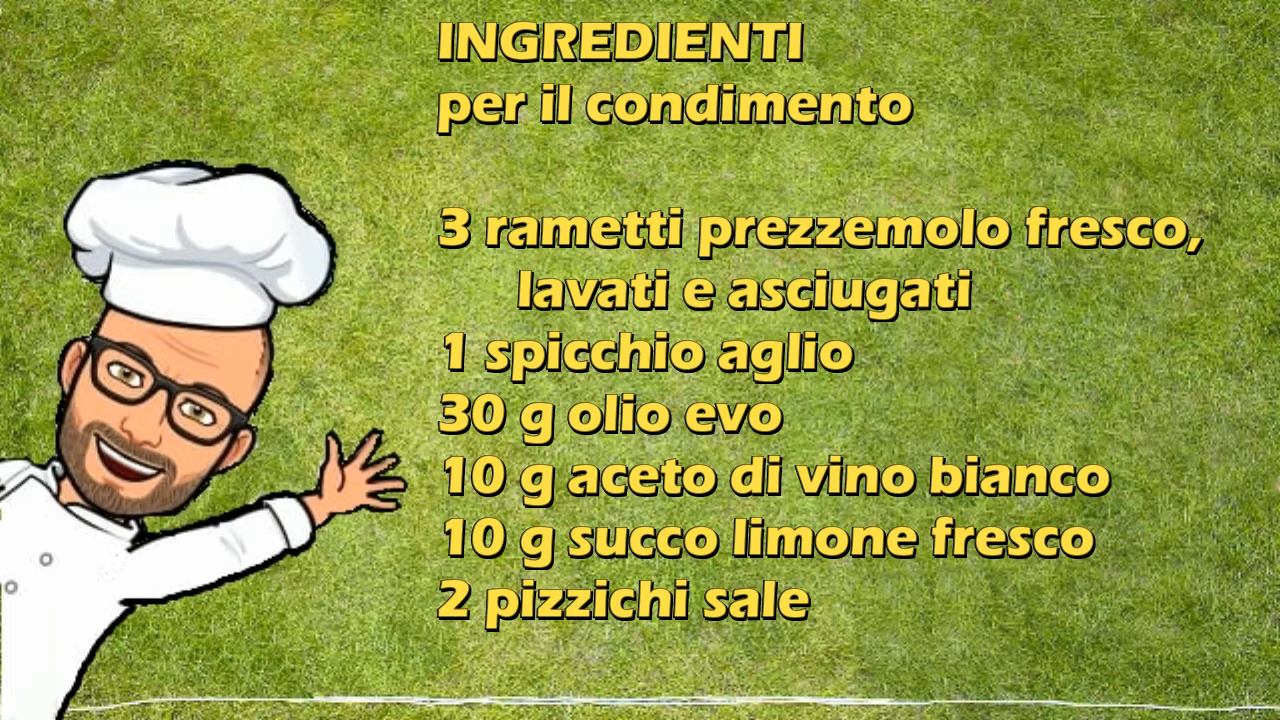 INGREDIENTI
per il condimento
3 rametti prezzemolo fresco,
lavati e asciugati
1 spicchio aglio
30 g olio evo
10 g aceto di vino bianco
10 g succo limone fresco
2 pizzichi sale